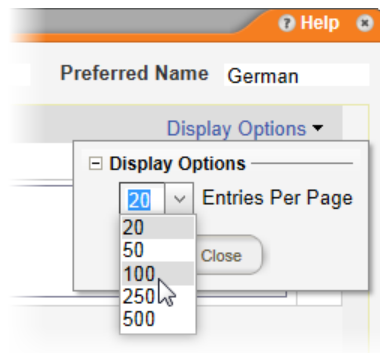 ? Help
Preferred Name German
Display Options
Display Options
20 Entries Per Page
20
50
100
250
500
Close